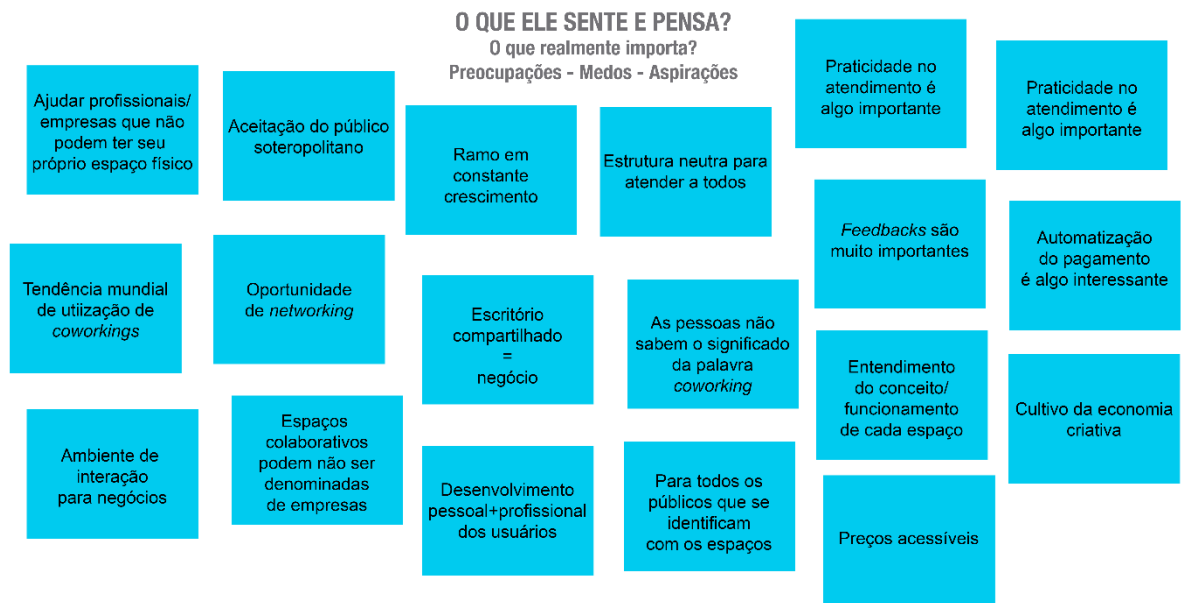 O QUE ELE SENTE E PENSA?
O que realmente importa?
Preocupações - Medos - Aspirações
Ajudar profissionais/
empresas que não
podem ter seu
próprio espaço físico
Aceitação do público
soteropolitano
Ramo em
constante
crescimento
Estrutura neutra para
atender a todos
Praticidade no
atendimento é
algo importante
Praticidade no
atendimento é
algo importante
Tendência mundial
de utiização de
coworkings
Oportunidade
de networking
Escritório
compartilhado
=
negócio
As pessoas não
sabem o significado
da palavra
coworking
Feedbacks são
muito importantes
Automatização
do pagamento
é algo interessante
Ambiente de
interação
para negócios
Espaços
colaborativos
podem não ser
denominadas
de empresas
Desenvolvimento
pessoal+profissional
dos usuários
Para todos os
públicos que se
identificam
com os espaços
Entendimento
do conceito/
funcionamento
de cada espaço
Cultivo da economia
criativa
Preços acessíveis